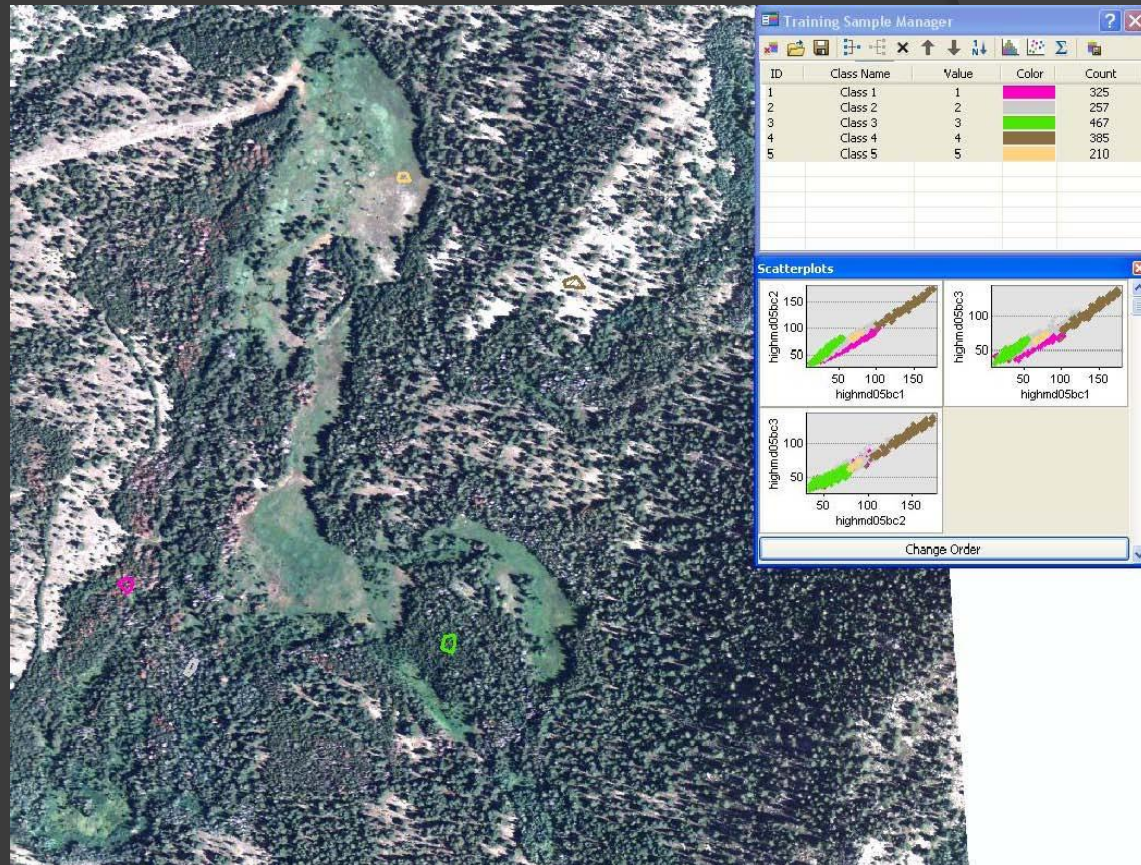 Training Sample Manager
ID Class Name Value Color Count
1 Class 1 1 325
2 Class 2 2 257
3 Class 3 3 467
4 Class 4 4 385
5 Class 5 5 210
Scatterplots
highmd05bc2
150
100
50
50 100 150
highmd05bc1
highmd05bc3
100
50
50 100 150
highmd05bc1
highmd05bc3
100
50
50 100 150
highmd05bc2
Change Order